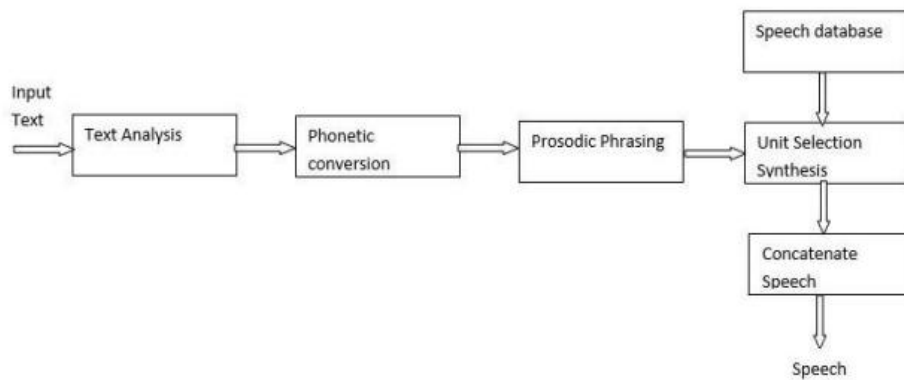 Speech database
Input
Text
Text Analysis
Phonetic
conversion
Prosodic Phrasing
Unit Selection
Synthesis
Concatenate
Speech
Speech